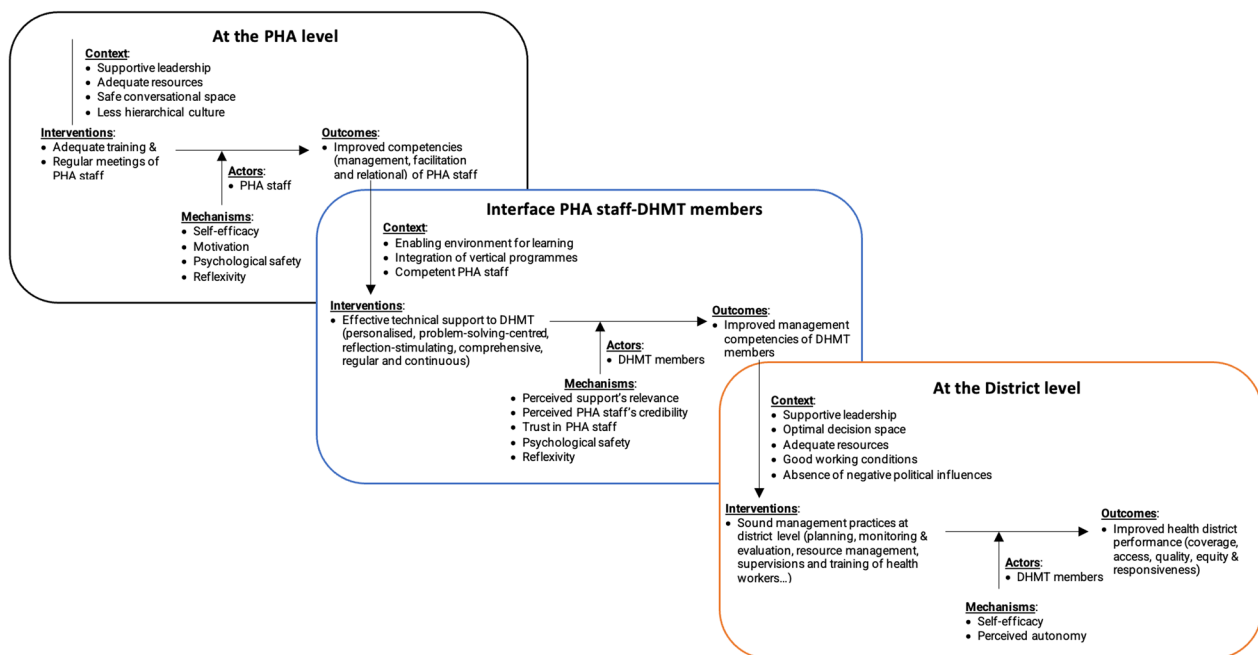 At the PHA level
Context:
• Supportive leadership
• Adequate resources
• Safe conversational space
• Less hierarchical culture
Interventions:
• Adequate training &
• Regular meetings of
PHA staff
Actors:
• PHA staff
Mechanisms:
• Self-efficacy
• Motivation
• Psychological safety
• Reflexivity
Outcomes:
• Improved competencies
(management, facilitation
and relational) of PHA staff
Interface PHA staff-DHMT members
Context:
• Enabling environment for learning
• Integration of vertical programmes
• Competent PHA staff
Interventions:
• Effective technical support to DHMT
(personalised, problem-solving-centred,
reflection-stimulating, comprehensive,
regular and continuous)
Actors:
• DHMT members
Mechanisms:
• Perceived support's relevance
• Perceived PHA staff's credibility
• Trust in PHA staff
• Psychological safety
• Reflexivity
Outcomes:
• Improved management
competencies of DHMT
members
At the District level
Context:
• Supportive leadership
• Optimal decision space
• Adequate resources
• Good working conditions
• Absence of negative political influences
Interventions:
• Sound management practices at
district level (planning, monitoring &
evaluation, resource management,
supervisions and training of health
workers…)
Actors:
• DHMT members
Mechanisms:
• Self-efficacy
• Perceived autonomy
Outcomes:
• Improved health district
performance (coverage,
access, quality, equity &
responsiveness)